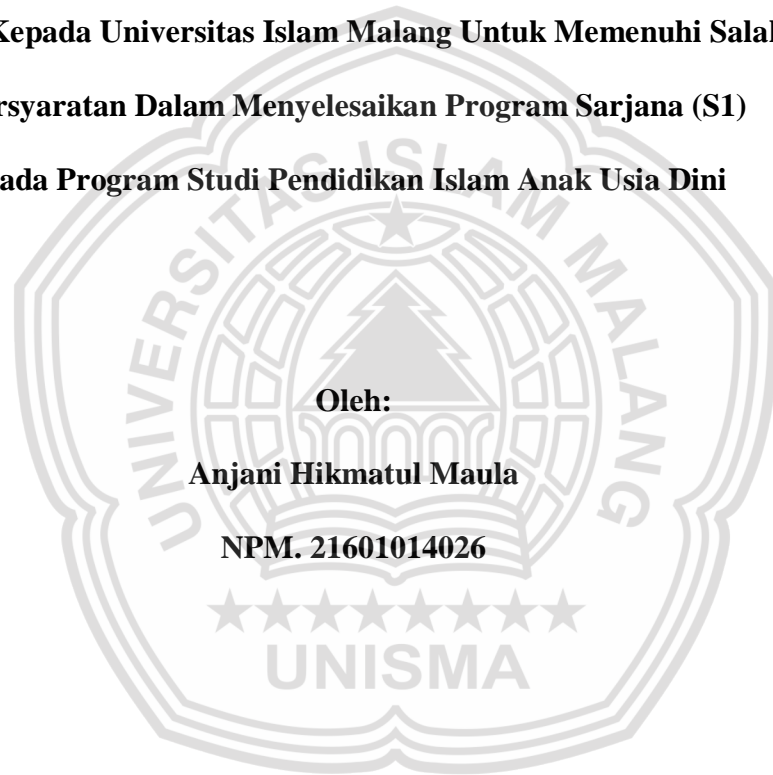 Kepada Universitas Islam Malang Untuk Memenuhi Salah
rsyaratan Dalam Menyelesaikan Program Sarjana (S1)
ada Program Studi Pendidikan Islam Anak Usia Dini
UNIVERSITAS ISLAM MALANG
Oleh:
Anjani Hikmatul Maula
NPM. 21601014026
UNISMA